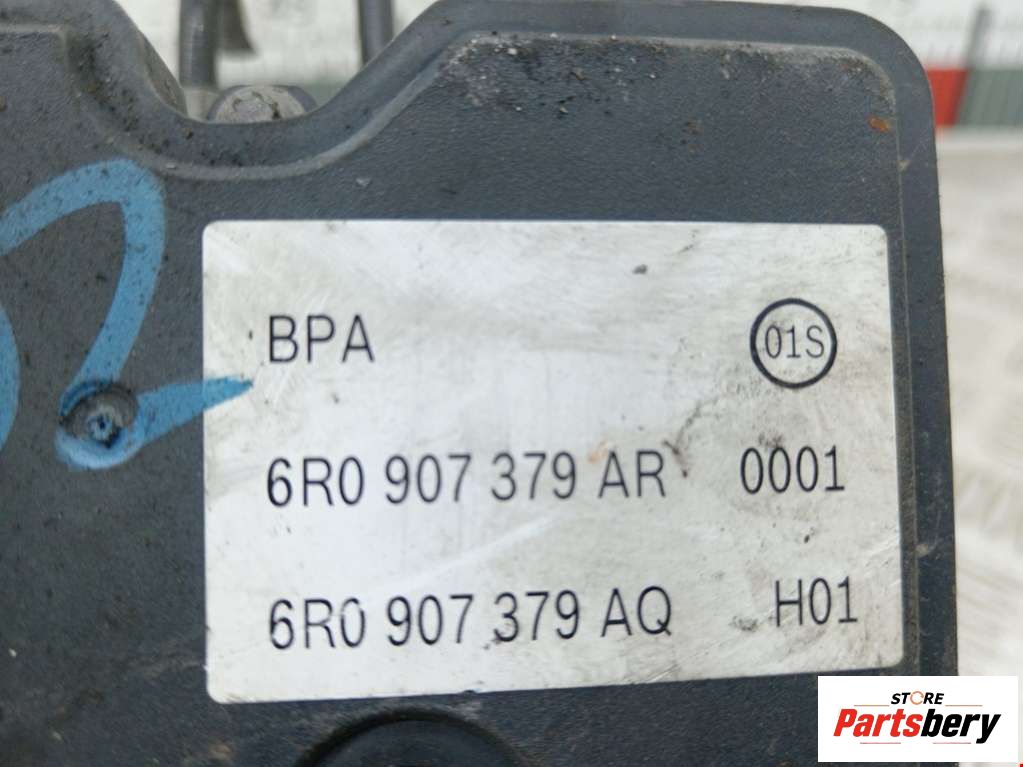 BPA 01S
6R0 907 379 AR 0001
6R0 907 379 AQ H01
STORE
Partsbery